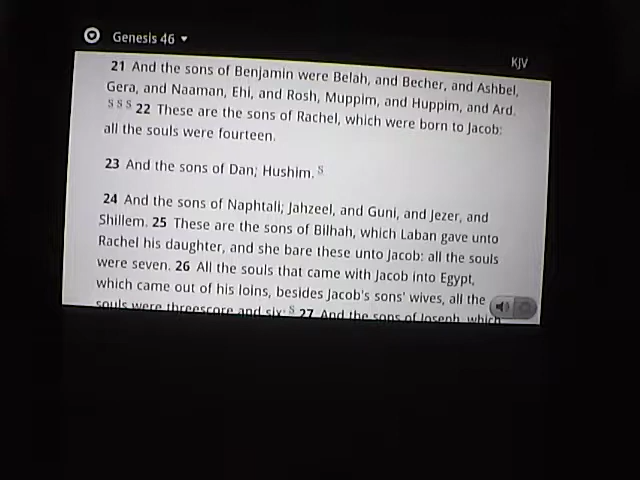 Genesis 46
KJV
21 And the sons of Benjamin were Belah, and Becher, and Ashbel,
Gera, and Naaman, Ehi, and Rosh, Muppim, and Huppim, and Ard.
S S S 22 These are the sons of Rachel, which were born to Jacob:
all the souls were fourteen.
23 And the sons of Dan; Hushim. S
24 And the sons of Naphtali; Jahzeel, and Guni, and Jezer, and
Shillem. 25 These are the sons of Bilhah, which Laban gave unto
Rachel his daughter, and she bare these unto Jacob: all the souls
were seven. 26 All the souls that came with Jacob into Egypt,
which came out of his loins, besides Jacob's sons' wives, all the
souls were threescore and six; S 27 And the sons of Joseph, which